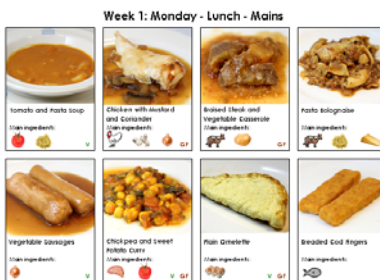 Week 1: Monday - Lunch - Mains
Tomato and Pasta Soup
Main ingredients:
V
Chicken with Mustard
and Coriander
Main ingredients:
GF
Braised Steak and
Vegetable Casserole
Main ingredients:
Pasta Bolognaise
Main ingredients:
Vegetable Sausages
Main ingredients:
V
Chickpea and Sweet
Potato Curry
Main ingredients:
V GF
Plain Omelette
Main ingredients:
V GF
Breaded Cod Fingers
Main ingredients: